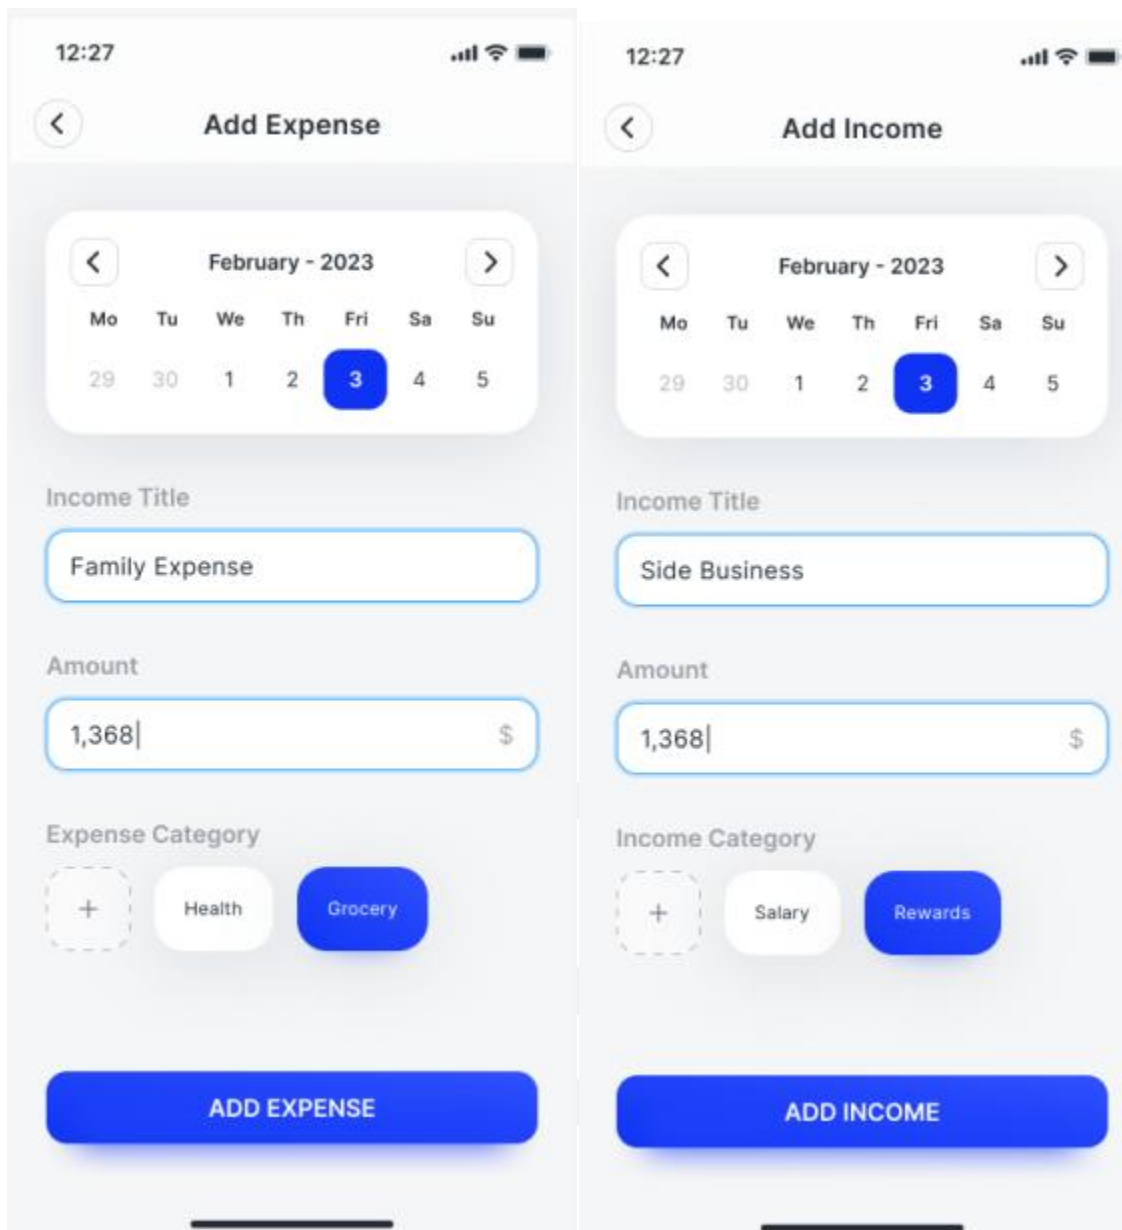 12:27
Add Expense
February - 2023
Mo Tu We Th Fri Sa Su
29 30 1 2 3 4 5
Income Title
Family Expense
Amount
1,368 $
Expense Category
+ Health Grocery
ADD EXPENSE
12:27
Add Income
February - 2023
Mo Tu We Th Fri Sa Su
29 30 1 2 3 4 5
Income Title
Side Business
Amount
1,368 $
Income Category
+ Salary Rewards
ADD INCOME